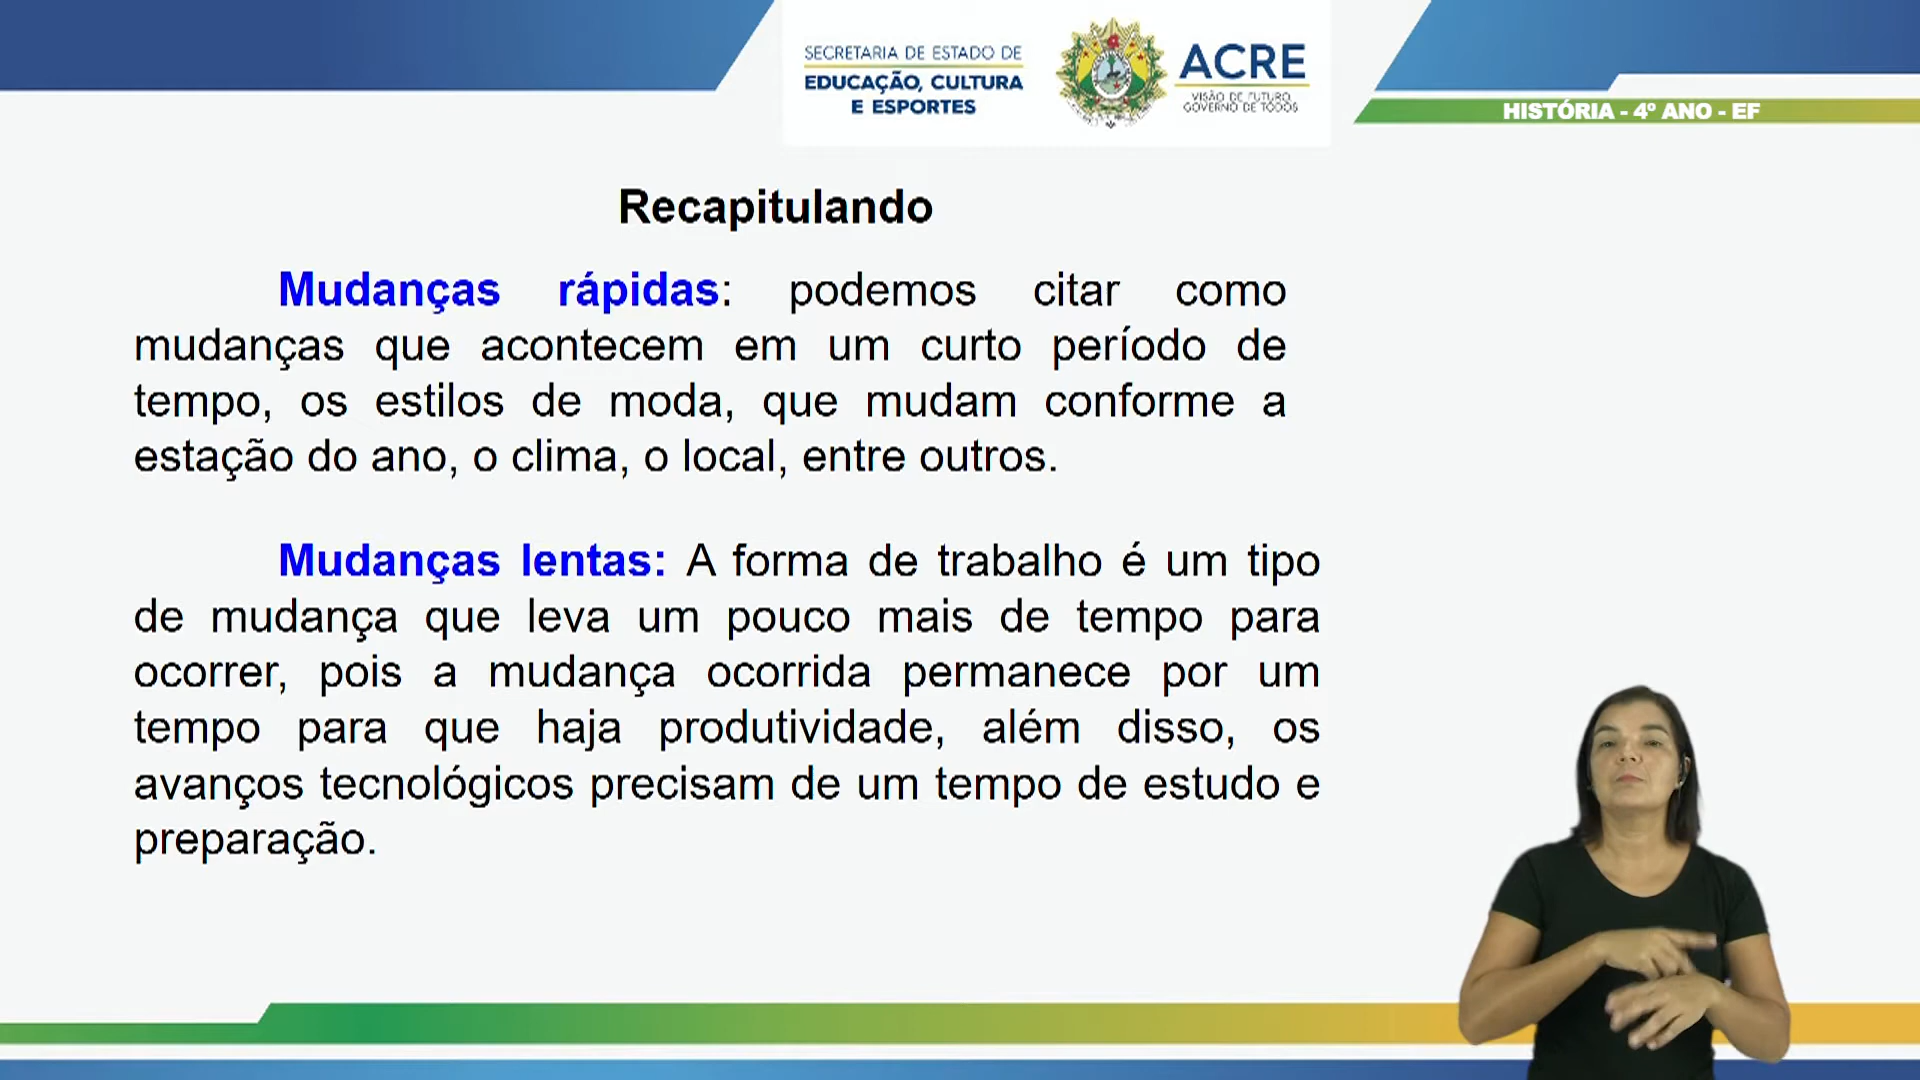 SECRETARIA DE ESTADO DE
EDUCAÇÃO, CULTURA
E ESPORTES
ACRE
VISÃO DE FUTURO,
GOVERNO DE TODOS
HISTÓRIA - 4º ANO - EF
Recapitulando
Mudanças rápidas: podemos citar como
mudanças que acontecem em um curto período de
tempo, os estilos de moda, que mudam conforme a
estação do ano, o clima, o local, entre outros.
Mudanças lentas: A forma de trabalho é um tipo
de mudança que leva um pouco mais de tempo para
ocorrer, pois a mudança ocorrida permanece por um
tempo para que haja produtividade, além disso, os
avanços tecnológicos precisam de um tempo de estudo e
preparação.